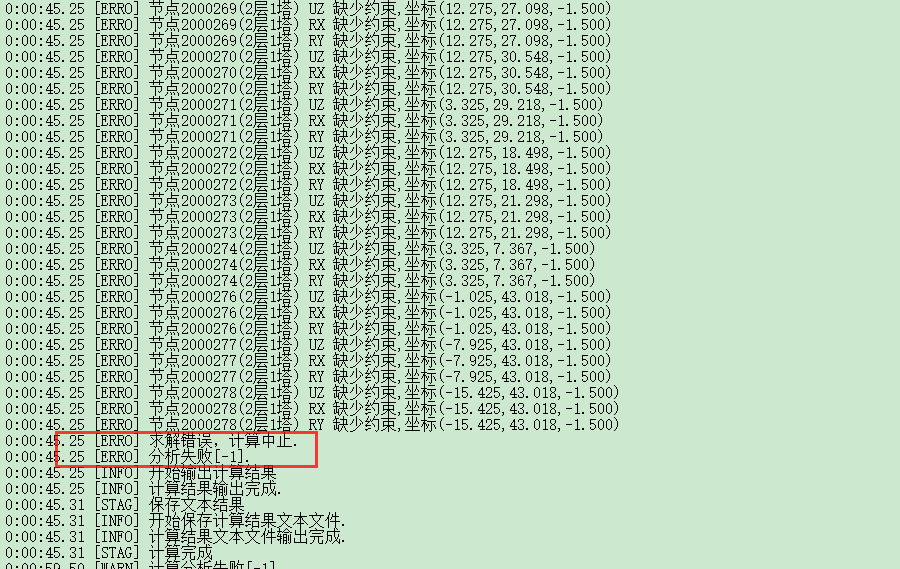 0:00:45.25 [ERRO] 节点2000269(2层1塔) UZ 缺少约束,坐标(12.275,27.098,-1.500)
0:00:45.25 [ERRO] 节点2000269(2层1塔) RX 缺少约束,坐标(12.275,27.098,-1.500)
0:00:45.25 [ERRO] 节点2000269(2层1塔) RY 缺少约束,坐标(12.275,27.098,-1.500)
0:00:45.25 [ERRO] 节点2000270(2层1塔) UZ 缺少约束,坐标(12.275,30.548,-1.500)
0:00:45.25 [ERRO] 节点2000270(2层1塔) RX 缺少约束,坐标(12.275,30.548,-1.500)
0:00:45.25 [ERRO] 节点2000270(2层1塔) RY 缺少约束,坐标(12.275,30.548,-1.500)
0:00:45.25 [ERRO] 节点2000271(2层1塔) UZ 缺少约束,坐标(3.325,29.218,-1.500)
0:00:45.25 [ERRO] 节点2000271(2层1塔) RX 缺少约束,坐标(3.325,29.218,-1.500)
0:00:45.25 [ERRO] 节点2000271(2层1塔) RY 缺少约束,坐标(3.325,29.218,-1.500)
0:00:45.25 [ERRO] 节点2000272(2层1塔) UZ 缺少约束,坐标(12.275,18.498,-1.500)
0:00:45.25 [ERRO] 节点2000272(2层1塔) RX 缺少约束,坐标(12.275,18.498,-1.500)
0:00:45.25 [ERRO] 节点2000272(2层1塔) RY 缺少约束,坐标(12.275,18.498,-1.500)
0:00:45.25 [ERRO] 节点2000273(2层1塔) UZ 缺少约束,坐标(12.275,21.298,-1.500)
0:00:45.25 [ERRO] 节点2000273(2层1塔) RX 缺少约束,坐标(12.275,21.298,-1.500)
0:00:45.25 [ERRO] 节点2000273(2层1塔) RY 缺少约束,坐标(12.275,21.298,-1.500)
0:00:45.25 [ERRO] 节点2000274(2层1塔) UZ 缺少约束,坐标(3.325,7.367,-1.500)
0:00:45.25 [ERRO] 节点2000274(2层1塔) RX 缺少约束,坐标(3.325,7.367,-1.500)
0:00:45.25 [ERRO] 节点2000274(2层1塔) RY 缺少约束,坐标(3.325,7.367,-1.500)
0:00:45.25 [ERRO] 节点2000276(2层1塔) UZ 缺少约束,坐标(-1.025,43.018,-1.500)
0:00:45.25 [ERRO] 节点2000276(2层1塔) RX 缺少约束,坐标(-1.025,43.018,-1.500)
0:00:45.25 [ERRO] 节点2000276(2层1塔) RY 缺少约束,坐标(-1.025,43.018,-1.500)
0:00:45.25 [ERRO] 节点2000277(2层1塔) UZ 缺少约束,坐标(-7.925,43.018,-1.500)
0:00:45.25 [ERRO] 节点2000277(2层1塔) RX 缺少约束,坐标(-7.925,43.018,-1.500)
0:00:45.25 [ERRO] 节点2000277(2层1塔) RY 缺少约束,坐标(-7.925,43.018,-1.500)
0:00:45.25 [ERRO] 节点2000278(2层1塔) UZ 缺少约束,坐标(-15.425,43.018,-1.500)
0:00:45.25 [ERRO] 节点2000278(2层1塔) RX 缺少约束,坐标(-15.425,43.018,-1.500)
0:00:45.25 [ERRO] 节点2000278(2层1塔) RY 缺少约束,坐标(-15.425,43.018,-1.500)
0:00:45.25 [ERRO] 求解错误，计算中止.
0:00:45.25 [ERRO] 分析失败[-1].
0:00:45.25 [INFO] 开始输出计算结果
0:00:45.25 [INFO] 计算结果输出完成.
0:00:45.31 [STAG] 保存文本结果
0:00:45.31 [INFO] 开始保存计算结果文本文件.
0:00:45.31 [INFO] 计算结果文本文件输出完成.
0:00:45.31 [STAG] 计算完成
0:00:59.50 [WARN] 计算分析失败[-1]